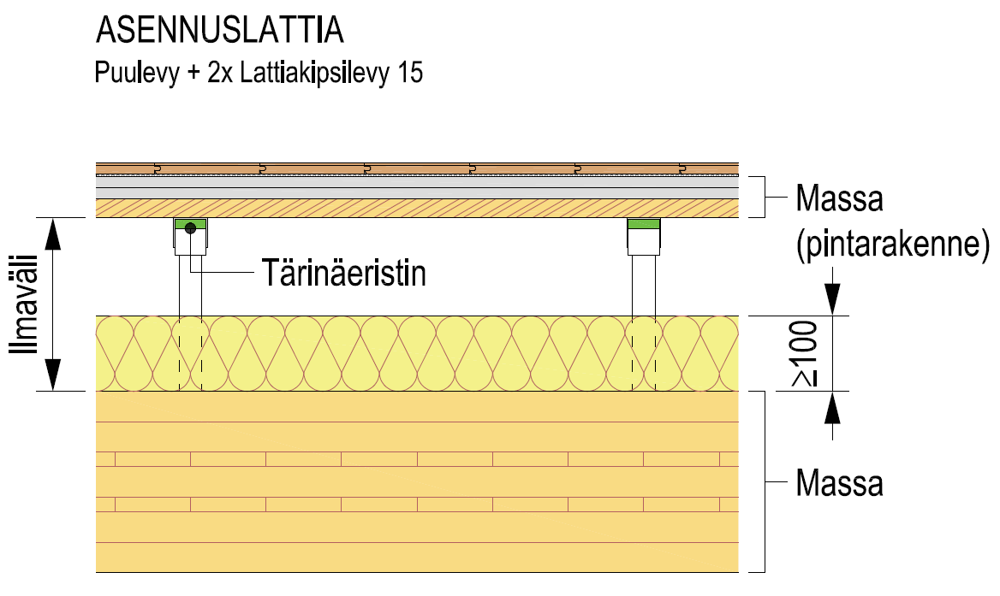 ASENNUSLATTIA
Puulevy + 2x Lattiakipsilevy 15
Massa
(pintarakenne)
Ilmaväli
Tärinäeristin
≥100
Massa